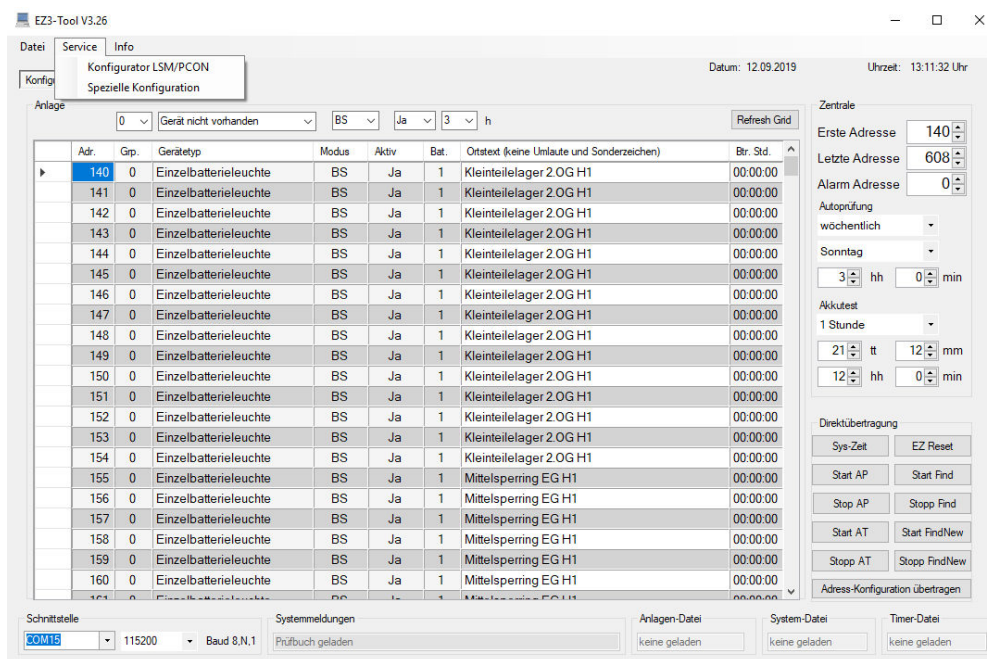 EZ3-Tool V3.26
Datei Service Info
Konfigurator LSM/PCON
Spezielle Konfiguration
Datum: 12.09.2019 Uhrzeit: 13:11:32 Uhr
Anlage
0 Gerät nicht vorhanden BS Ja 3 h Refresh Grid
Adr. Grp. Gerätetyp Modus Aktiv Bat. Ortstext (keine Umlaute und Sonderzeichen) Btr. Std.
140 0 Einzelbatterieleuchte BS Ja 1 Kleinteilelager 2.OG H1 00:00:00
141 0 Einzelbatterieleuchte BS Ja 1 Kleinteilelager 2.OG H1 00:00:00
142 0 Einzelbatterieleuchte BS Ja 1 Kleinteilelager 2.OG H1 00:00:00
143 0 Einzelbatterieleuchte BS Ja 1 Kleinteilelager 2.OG H1 00:00:00
144 0 Einzelbatterieleuchte BS Ja 1 Kleinteilelager 2.OG H1 00:00:00
145 0 Einzelbatterieleuchte BS Ja 1 Kleinteilelager 2.OG H1 00:00:00
146 0 Einzelbatterieleuchte BS Ja 1 Kleinteilelager 2.OG H1 00:00:00
147 0 Einzelbatterieleuchte BS Ja 1 Kleinteilelager 2.OG H1 00:00:00
148 0 Einzelbatterieleuchte BS Ja 1 Kleinteilelager 2.OG H1 00:00:00
149 0 Einzelbatterieleuchte BS Ja 1 Kleinteilelager 2.OG H1 00:00:00
150 0 Einzelbatterieleuchte BS Ja 1 Kleinteilelager 2.OG H1 00:00:00
151 0 Einzelbatterieleuchte BS Ja 1 Kleinteilelager 2.OG H1 00:00:00
152 0 Einzelbatterieleuchte BS Ja 1 Kleinteilelager 2.OG H1 00:00:00
153 0 Einzelbatterieleuchte BS Ja 1 Kleinteilelager 2.OG H1 00:00:00
154 0 Einzelbatterieleuchte BS Ja 1 Kleinteilelager 2.OG H1 00:00:00
155 0 Einzelbatterieleuchte BS Ja 1 Mittelsperring EG H1 00:00:00
156 0 Einzelbatterieleuchte BS Ja 1 Mittelsperring EG H1 00:00:00
157 0 Einzelbatterieleuchte BS Ja 1 Mittelsperring EG H1 00:00:00
158 0 Einzelbatterieleuchte BS Ja 1 Mittelsperring EG H1 00:00:00
159 0 Einzelbatterieleuchte BS Ja 1 Mittelsperring EG H1 00:00:00
160 0 Einzelbatterieleuchte BS Ja 1 Mittelsperring EG H1 00:00:00
Zentrale
Erste Adresse 140
Letzte Adresse 608
Alarm Adresse 0
Autoprüfung
wöchentlich
Sonntag
3 hh 0 min
Akkutest
1 Stunde
21 tt 12 mm
12 hh 0 min
Direktübertragung
Sys-Zeit EZ Reset
Start AP Start Find
Stop AP Stopp Find
Start AT Start FindNew
Stopp AT Stopp FindNew
Adress-Konfiguration übertragen
Schnittstelle Systemmeldungen Anlagen-Datei System-Datei Timer-Datei
COM15 115200 Baud 8,N,1 Prüfbuch geladen keine geladen keine geladen keine geladen